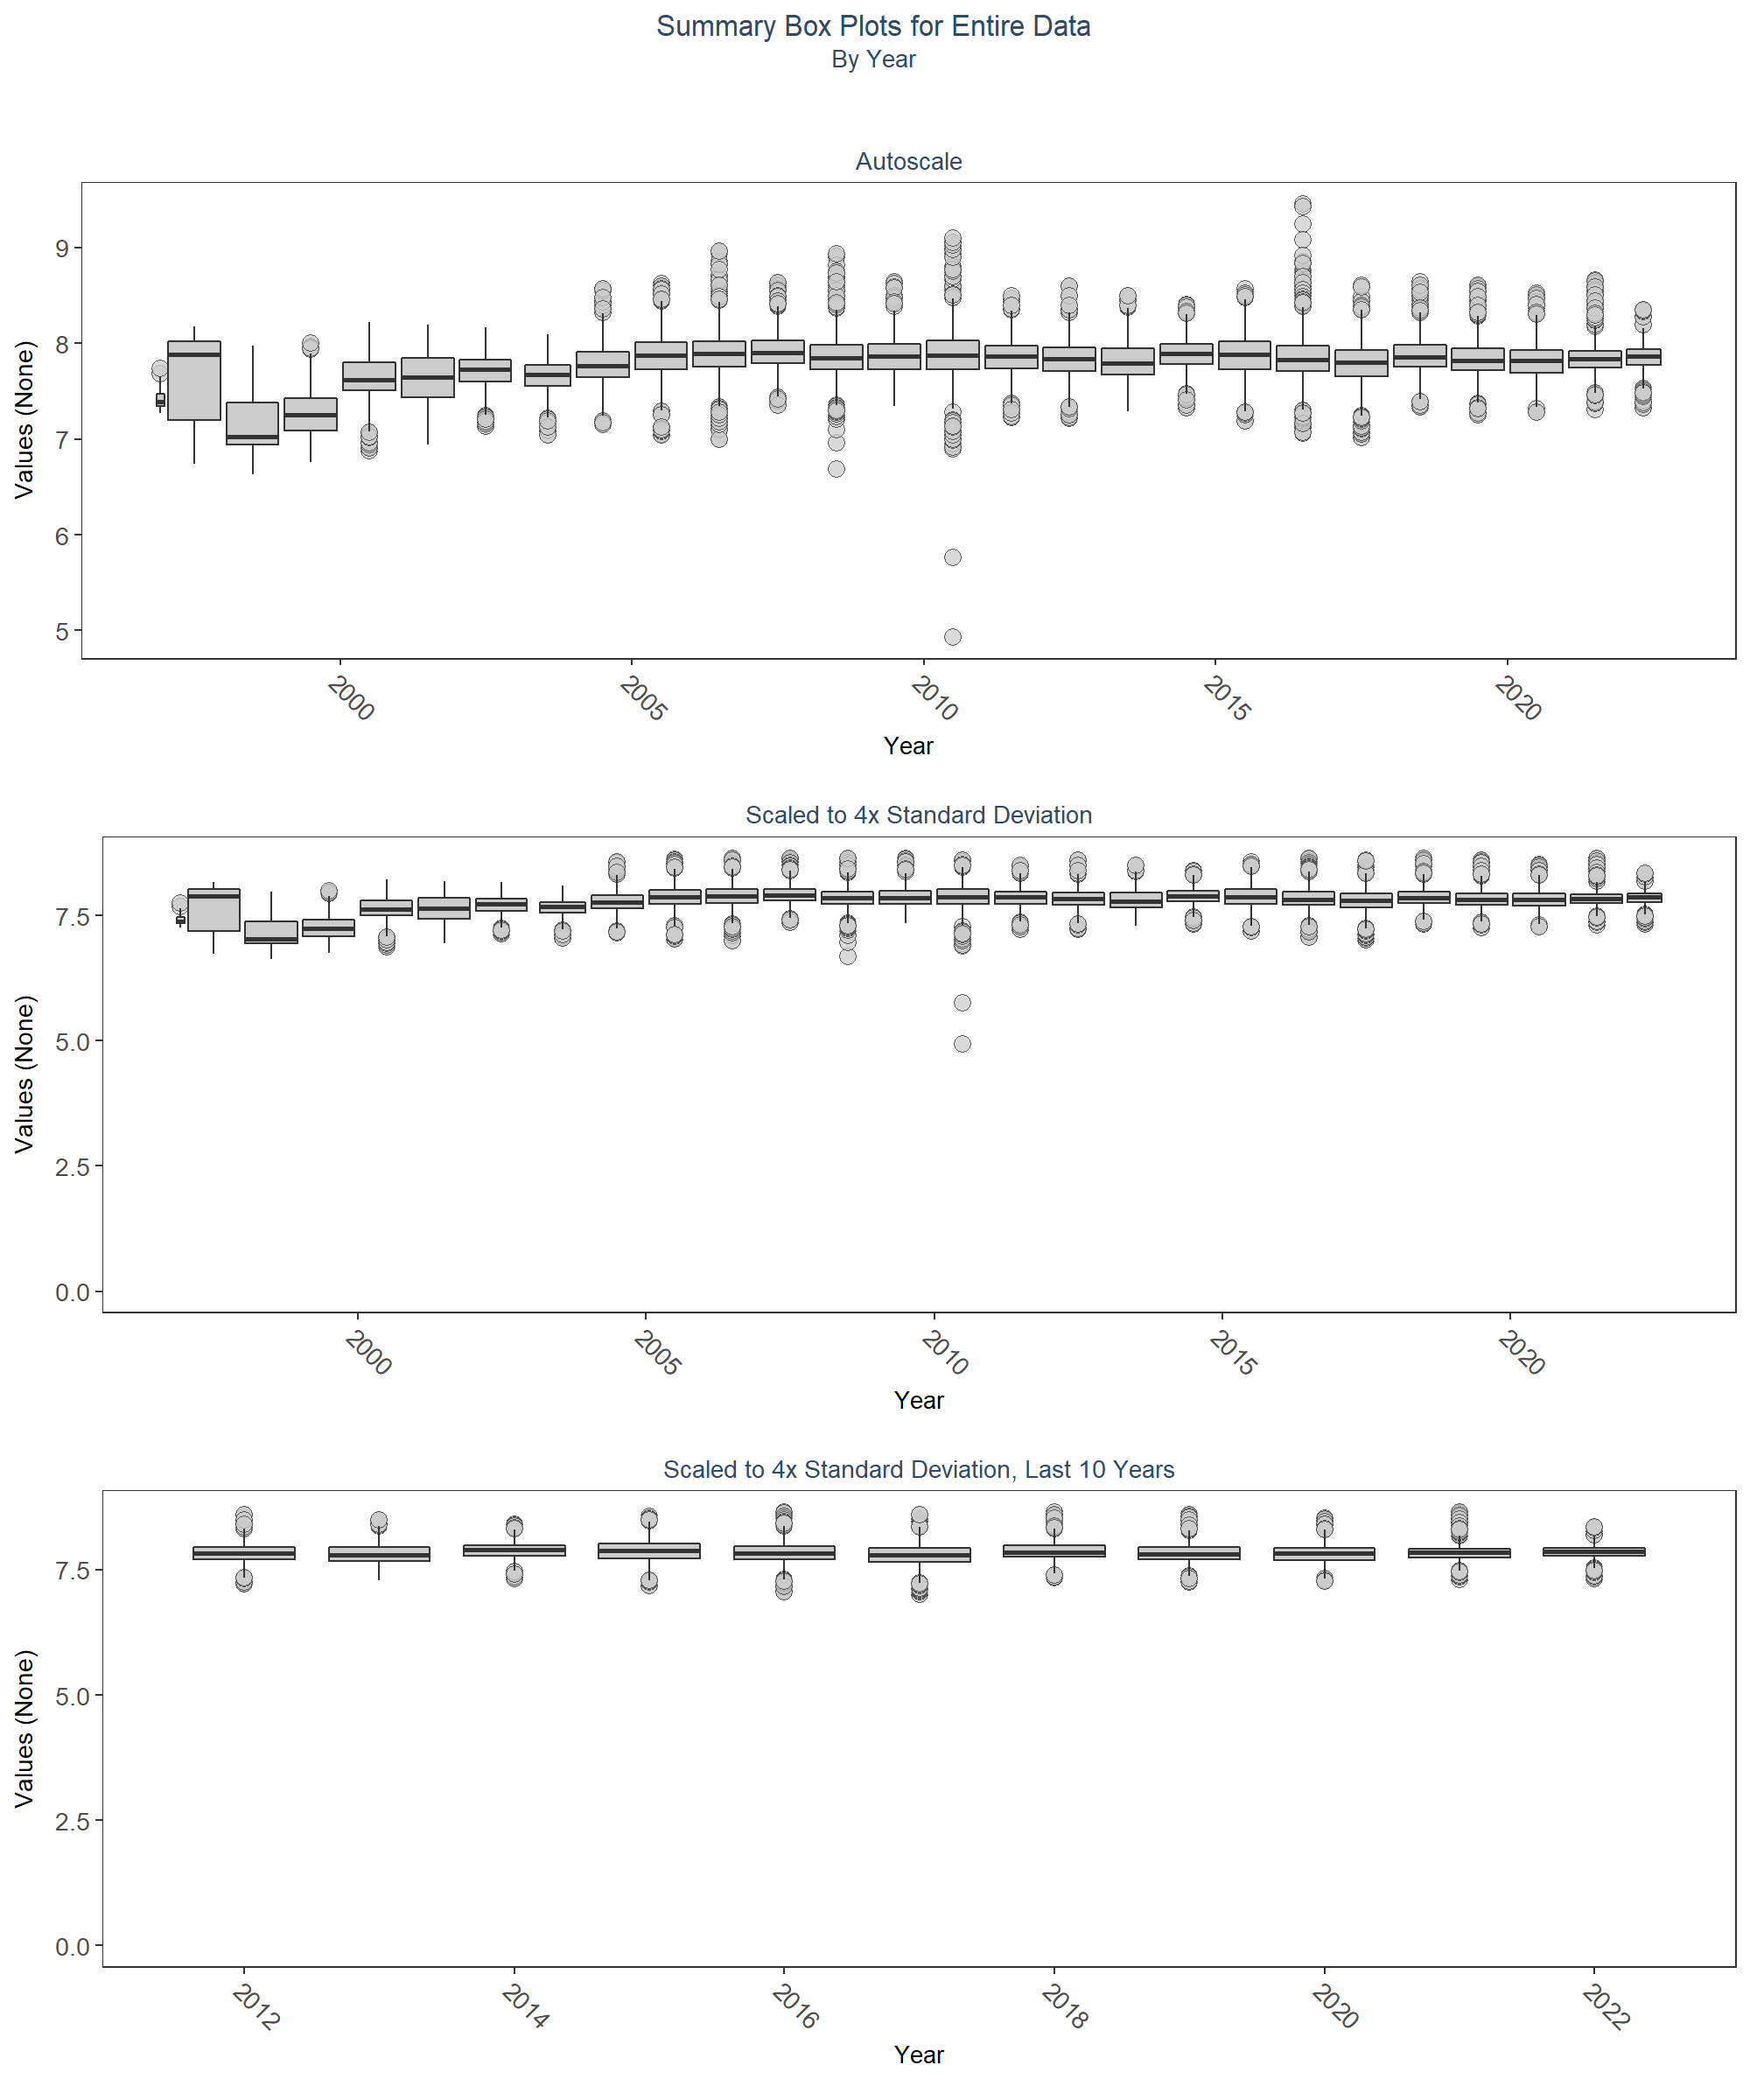 Summary Box Plots for Entire Data
By Year
Autoscale
Values (None)
9
8
7
6
5
2000 2005 2010 2015 2020
Year
Scaled to 4x Standard Deviation
Values (None)
7.5
5.0
2.5
0.0
2000 2005 2010 2015 2020
Year
Scaled to 4x Standard Deviation, Last 10 Years
Values (None)
7.5
5.0
2.5
0.0
2012 2014 2016 2018 2020 2022
Year